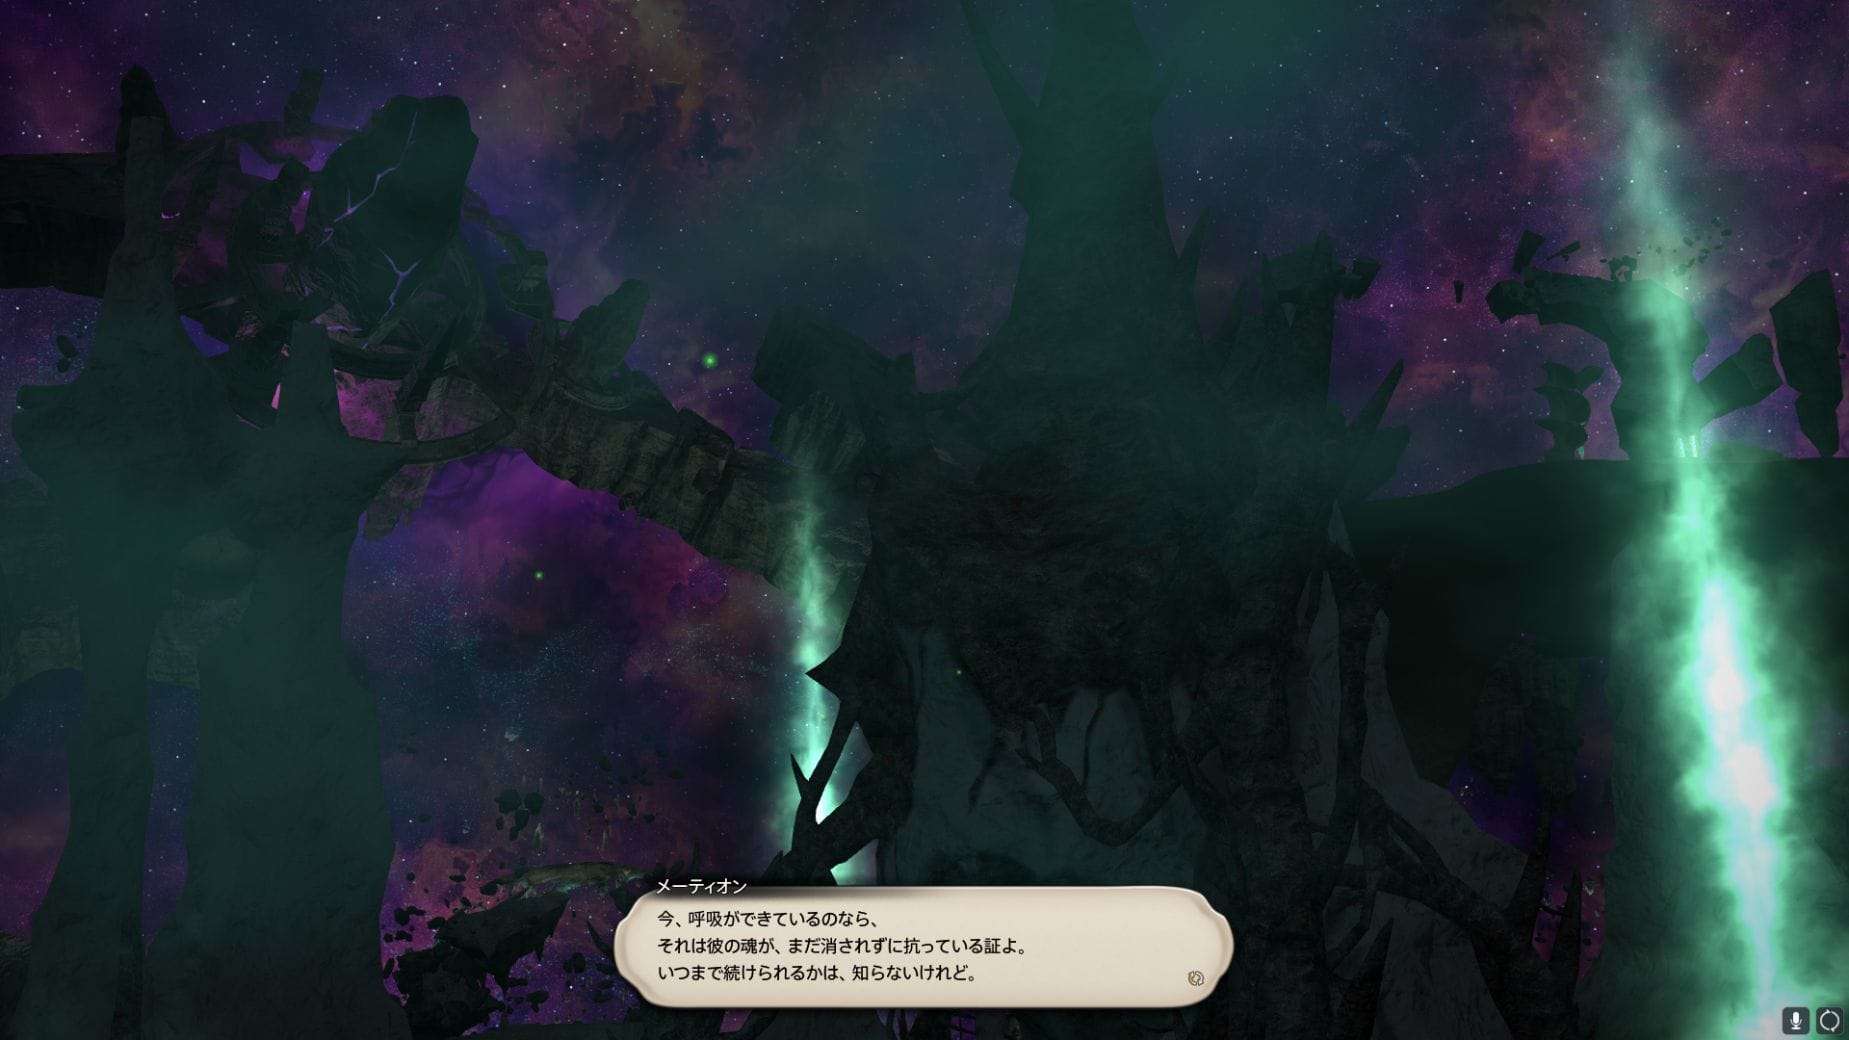 メーティオン
今、呼吸ができているのなら、
それは彼の魂が、まだ消されずに抗っている証よ。
いつまで続けられるかは、知らないけれど。